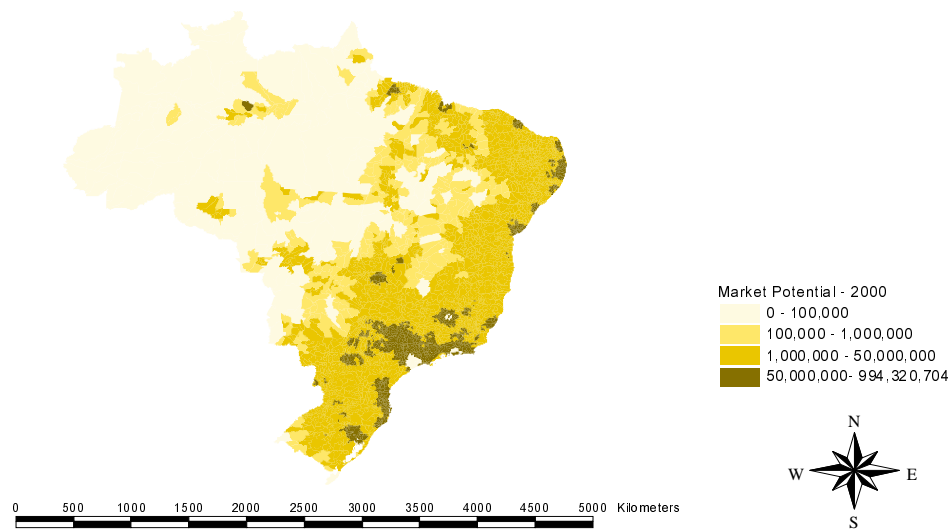 Market Potential - 2000
0 - 100,000
100,000 - 1,000,000
1,000,000 - 50,000,000
50,000,000- 994,320,704
N
W E
S
0 500 1000 1500 2000 2500 3000 3500 4000 4500 5000 Kilometers